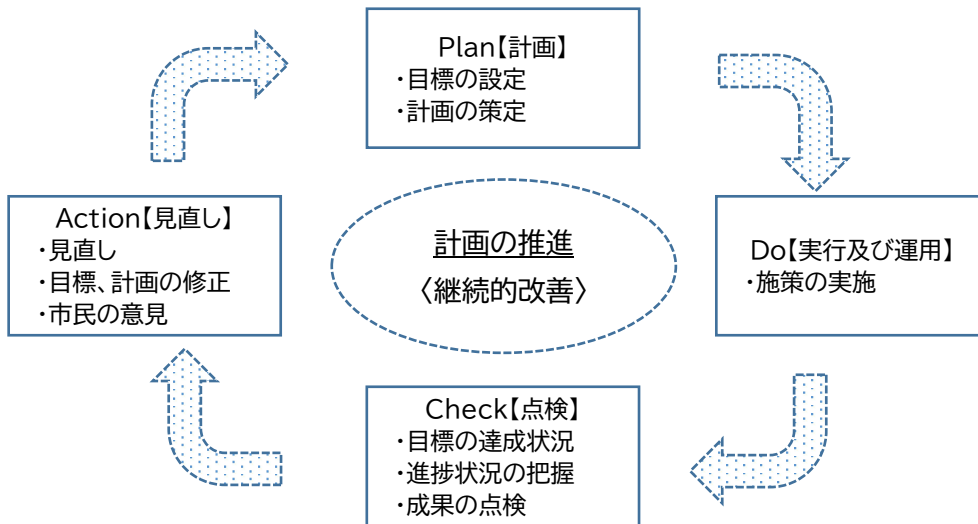 Plan【計画】
・目標の設定
・計画の策定
Action【見直し】
・見直し
・目標、計画の修正
・市民の意見
計画の推進
〈継続的改善〉
Do【実行及び運用】
・施策の実施
Check【点検】
・目標の達成状況
・進捗状況の把握
・成果の点検